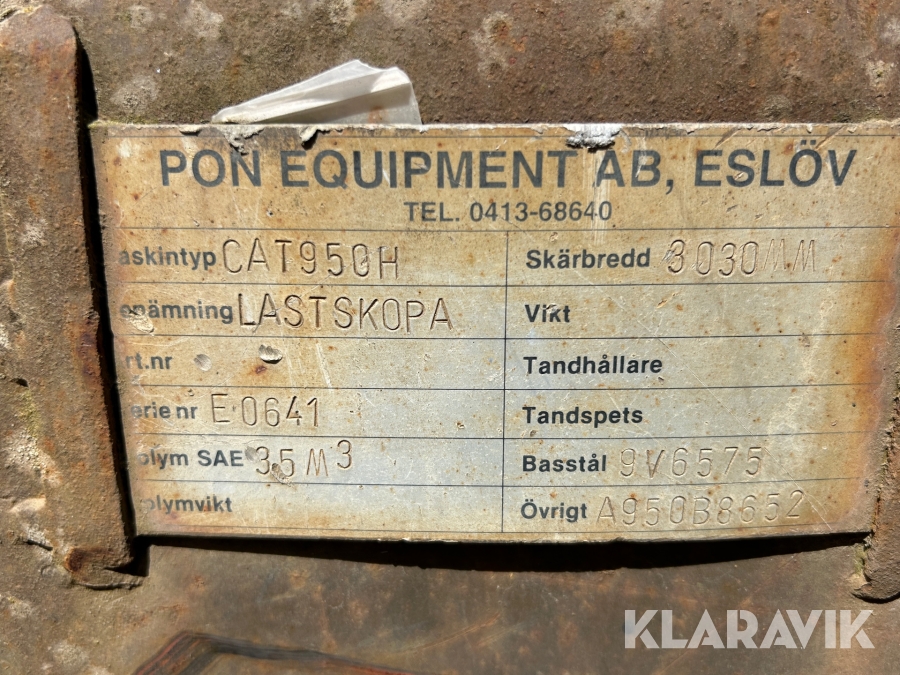 PON EQUIPMENT AB, ESLÖV
TEL. 0413-68640
askintyp CAT950H Skärbredd 3030MM
enämning LASTSKOPA Vikt
rt.nr Tandhållare
erie nr E0641 Tandspets
olym SAE 3.5M3 Basstål 9V6575
olymvikt Övrigt A950B8652
KLARAVIK